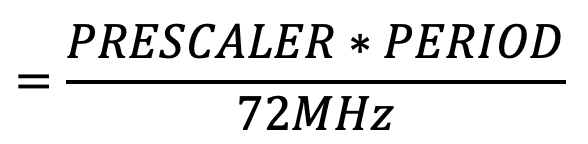 = PRESCALER * PERIOD
72MHz